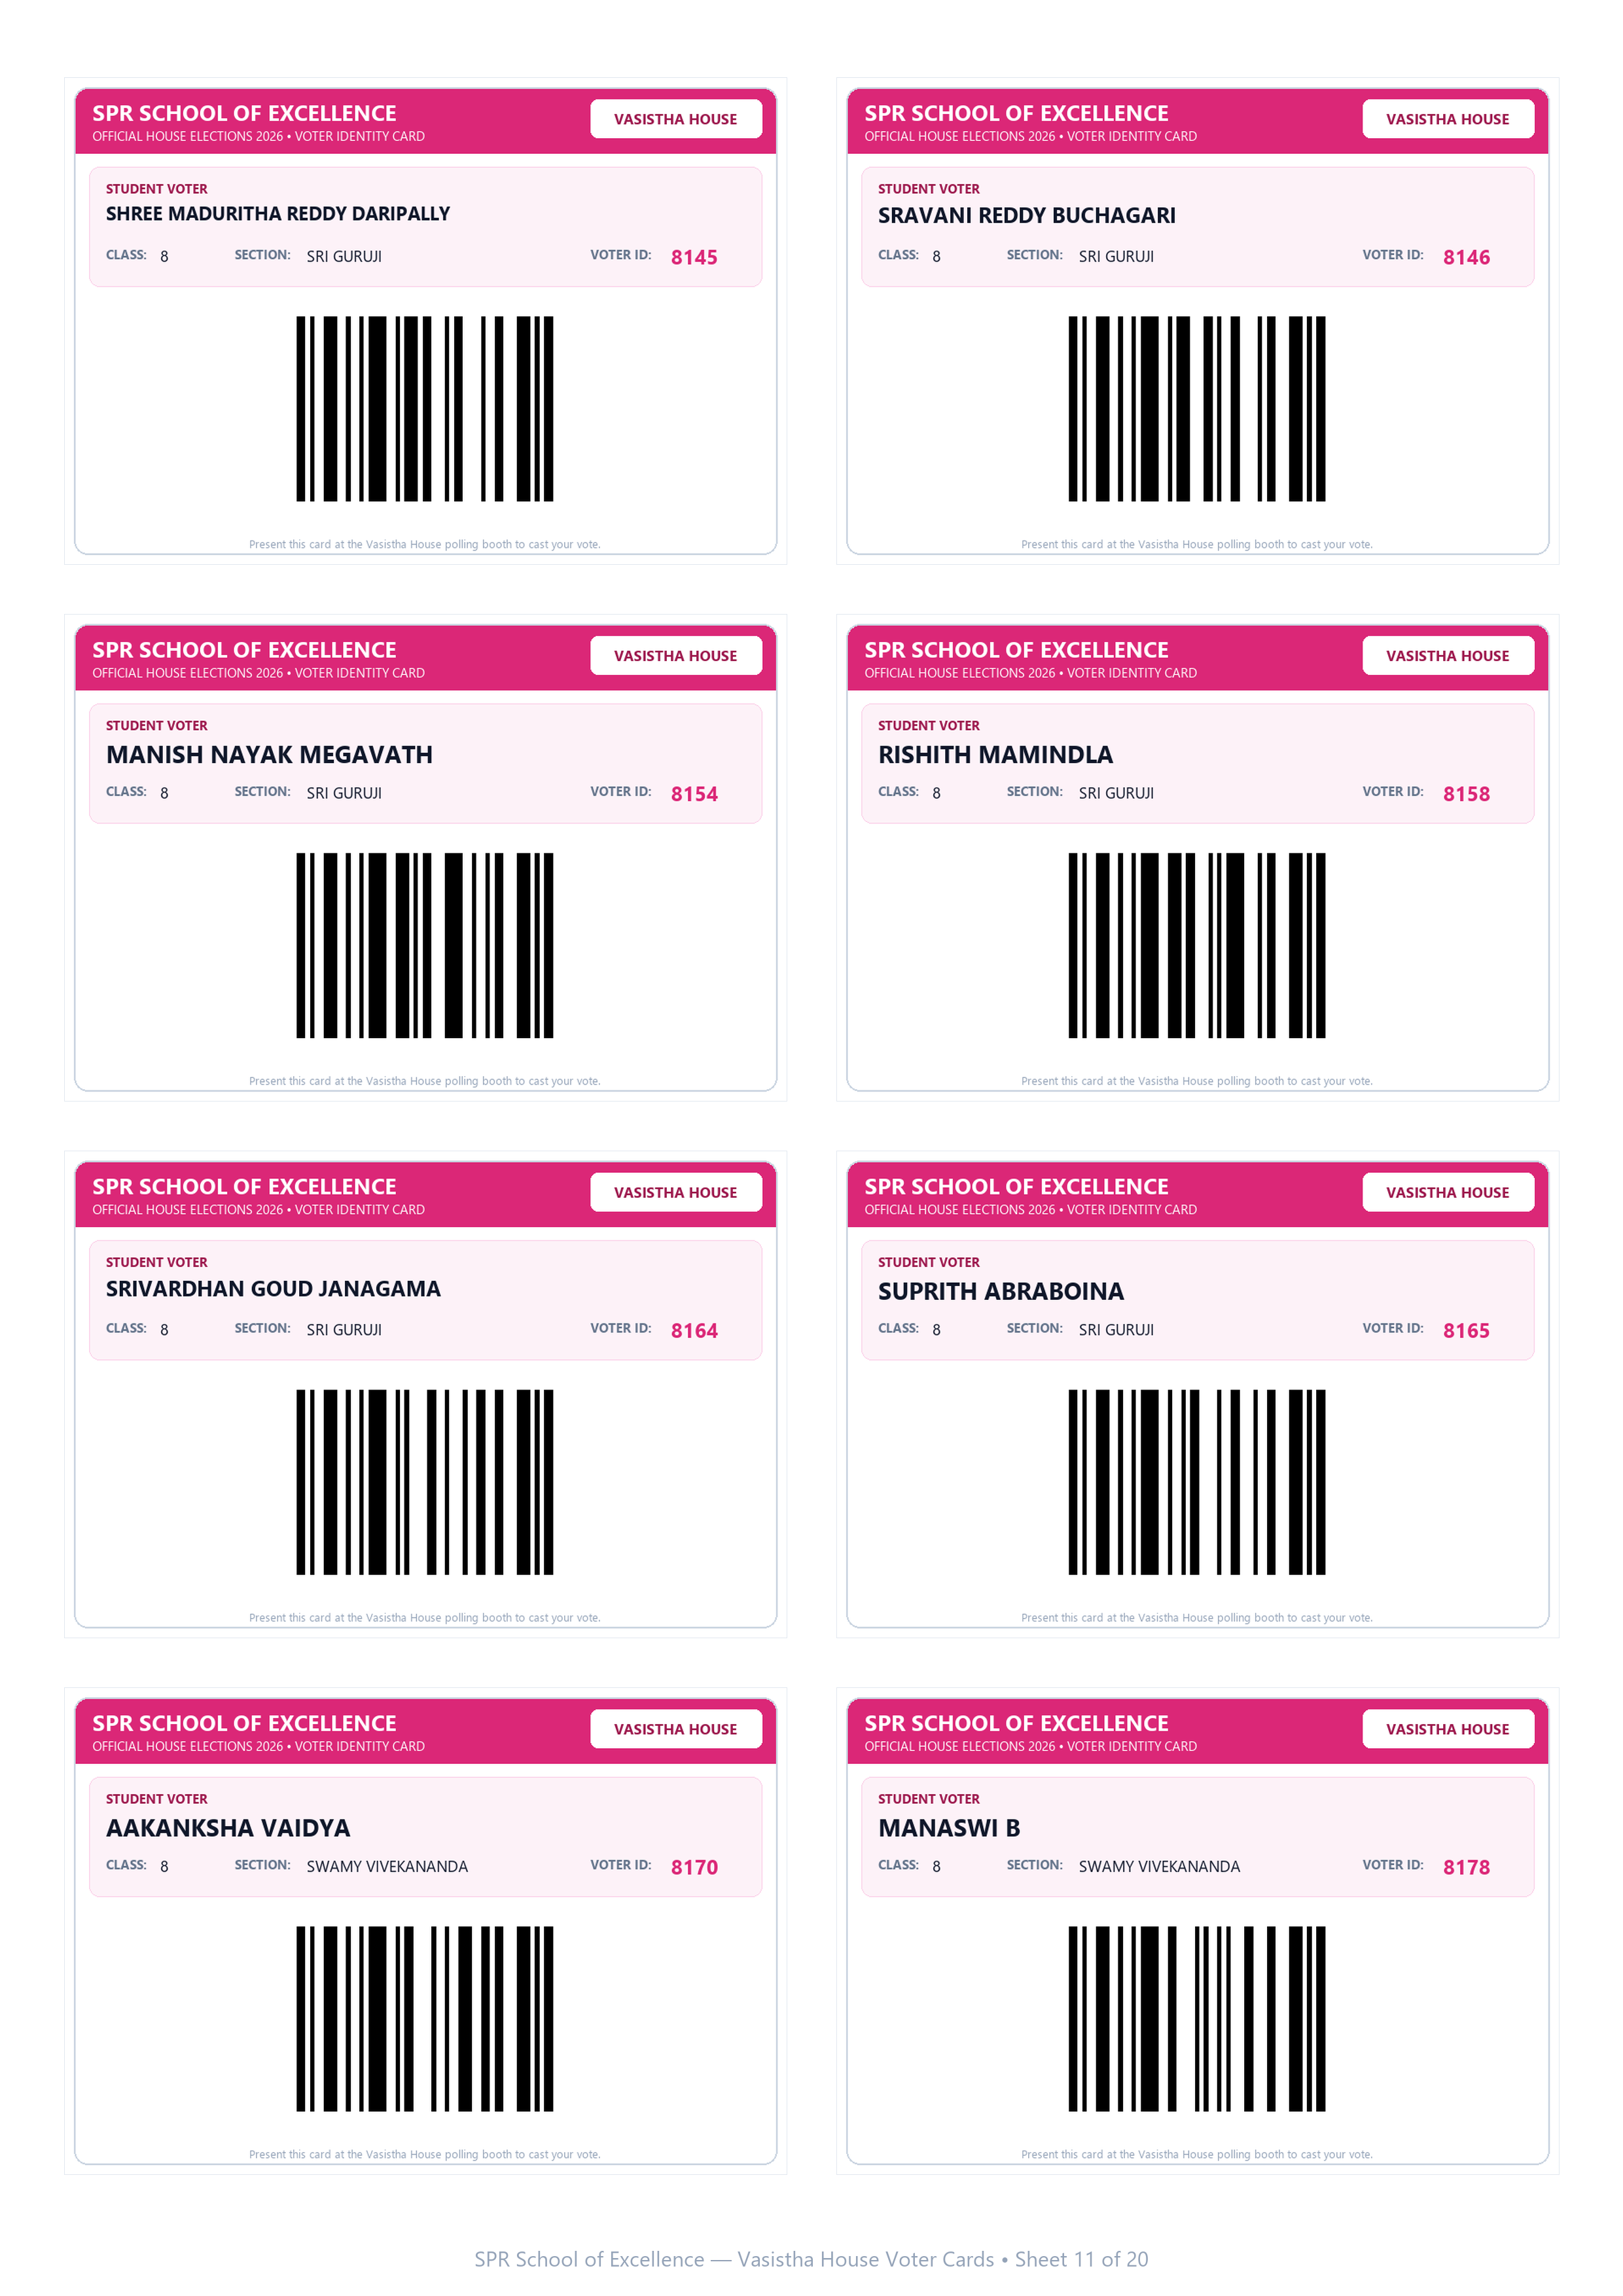 SPR SCHOOL OF EXCELLENCE
OFFICIAL HOUSE ELECTIONS 2026 • VOTER IDENTITY CARD
VASISTHA HOUSE
STUDENT VOTER
SHREE MADURITHA REDDY DARIPALLY
CLASS: 8 SECTION: SRI GURUJI VOTER ID: 8145
Present this card at the Vasistha House polling booth to cast your vote.
SPR SCHOOL OF EXCELLENCE
OFFICIAL HOUSE ELECTIONS 2026 • VOTER IDENTITY CARD
VASISTHA HOUSE
STUDENT VOTER
SRAVANI REDDY BUCHAGARI
CLASS: 8 SECTION: SRI GURUJI VOTER ID: 8146
Present this card at the Vasistha House polling booth to cast your vote.
SPR SCHOOL OF EXCELLENCE
OFFICIAL HOUSE ELECTIONS 2026 • VOTER IDENTITY CARD
VASISTHA HOUSE
STUDENT VOTER
MANISH NAYAK MEGAVATH
CLASS: 8 SECTION: SRI GURUJI VOTER ID: 8154
Present this card at the Vasistha House polling booth to cast your vote.
SPR SCHOOL OF EXCELLENCE
OFFICIAL HOUSE ELECTIONS 2026 • VOTER IDENTITY CARD
VASISTHA HOUSE
STUDENT VOTER
RISHITH MAMINDLA
CLASS: 8 SECTION: SRI GURUJI VOTER ID: 8158
Present this card at the Vasistha House polling booth to cast your vote.
SPR SCHOOL OF EXCELLENCE
OFFICIAL HOUSE ELECTIONS 2026 • VOTER IDENTITY CARD
VASISTHA HOUSE
STUDENT VOTER
SRIVARDHAN GOUD JANAGAMA
CLASS: 8 SECTION: SRI GURUJI VOTER ID: 8164
Present this card at the Vasistha House polling booth to cast your vote.
SPR SCHOOL OF EXCELLENCE
OFFICIAL HOUSE ELECTIONS 2026 • VOTER IDENTITY CARD
VASISTHA HOUSE
STUDENT VOTER
SUPRITH ABRABOINA
CLASS: 8 SECTION: SRI GURUJI VOTER ID: 8165
Present this card at the Vasistha House polling booth to cast your vote.
SPR SCHOOL OF EXCELLENCE
OFFICIAL HOUSE ELECTIONS 2026 • VOTER IDENTITY CARD
VASISTHA HOUSE
STUDENT VOTER
AAKANKSHA VAIDYA
CLASS: 8 SECTION: SWAMY VIVEKANANDA VOTER ID: 8170
Present this card at the Vasistha House polling booth to cast your vote.
SPR SCHOOL OF EXCELLENCE
OFFICIAL HOUSE ELECTIONS 2026 • VOTER IDENTITY CARD
VASISTHA HOUSE
STUDENT VOTER
MANASWI B
CLASS: 8 SECTION: SWAMY VIVEKANANDA VOTER ID: 8178
Present this card at the Vasistha House polling booth to cast your vote.
SPR School of Excellence — Vasistha House Voter Cards • Sheet 11 of 20